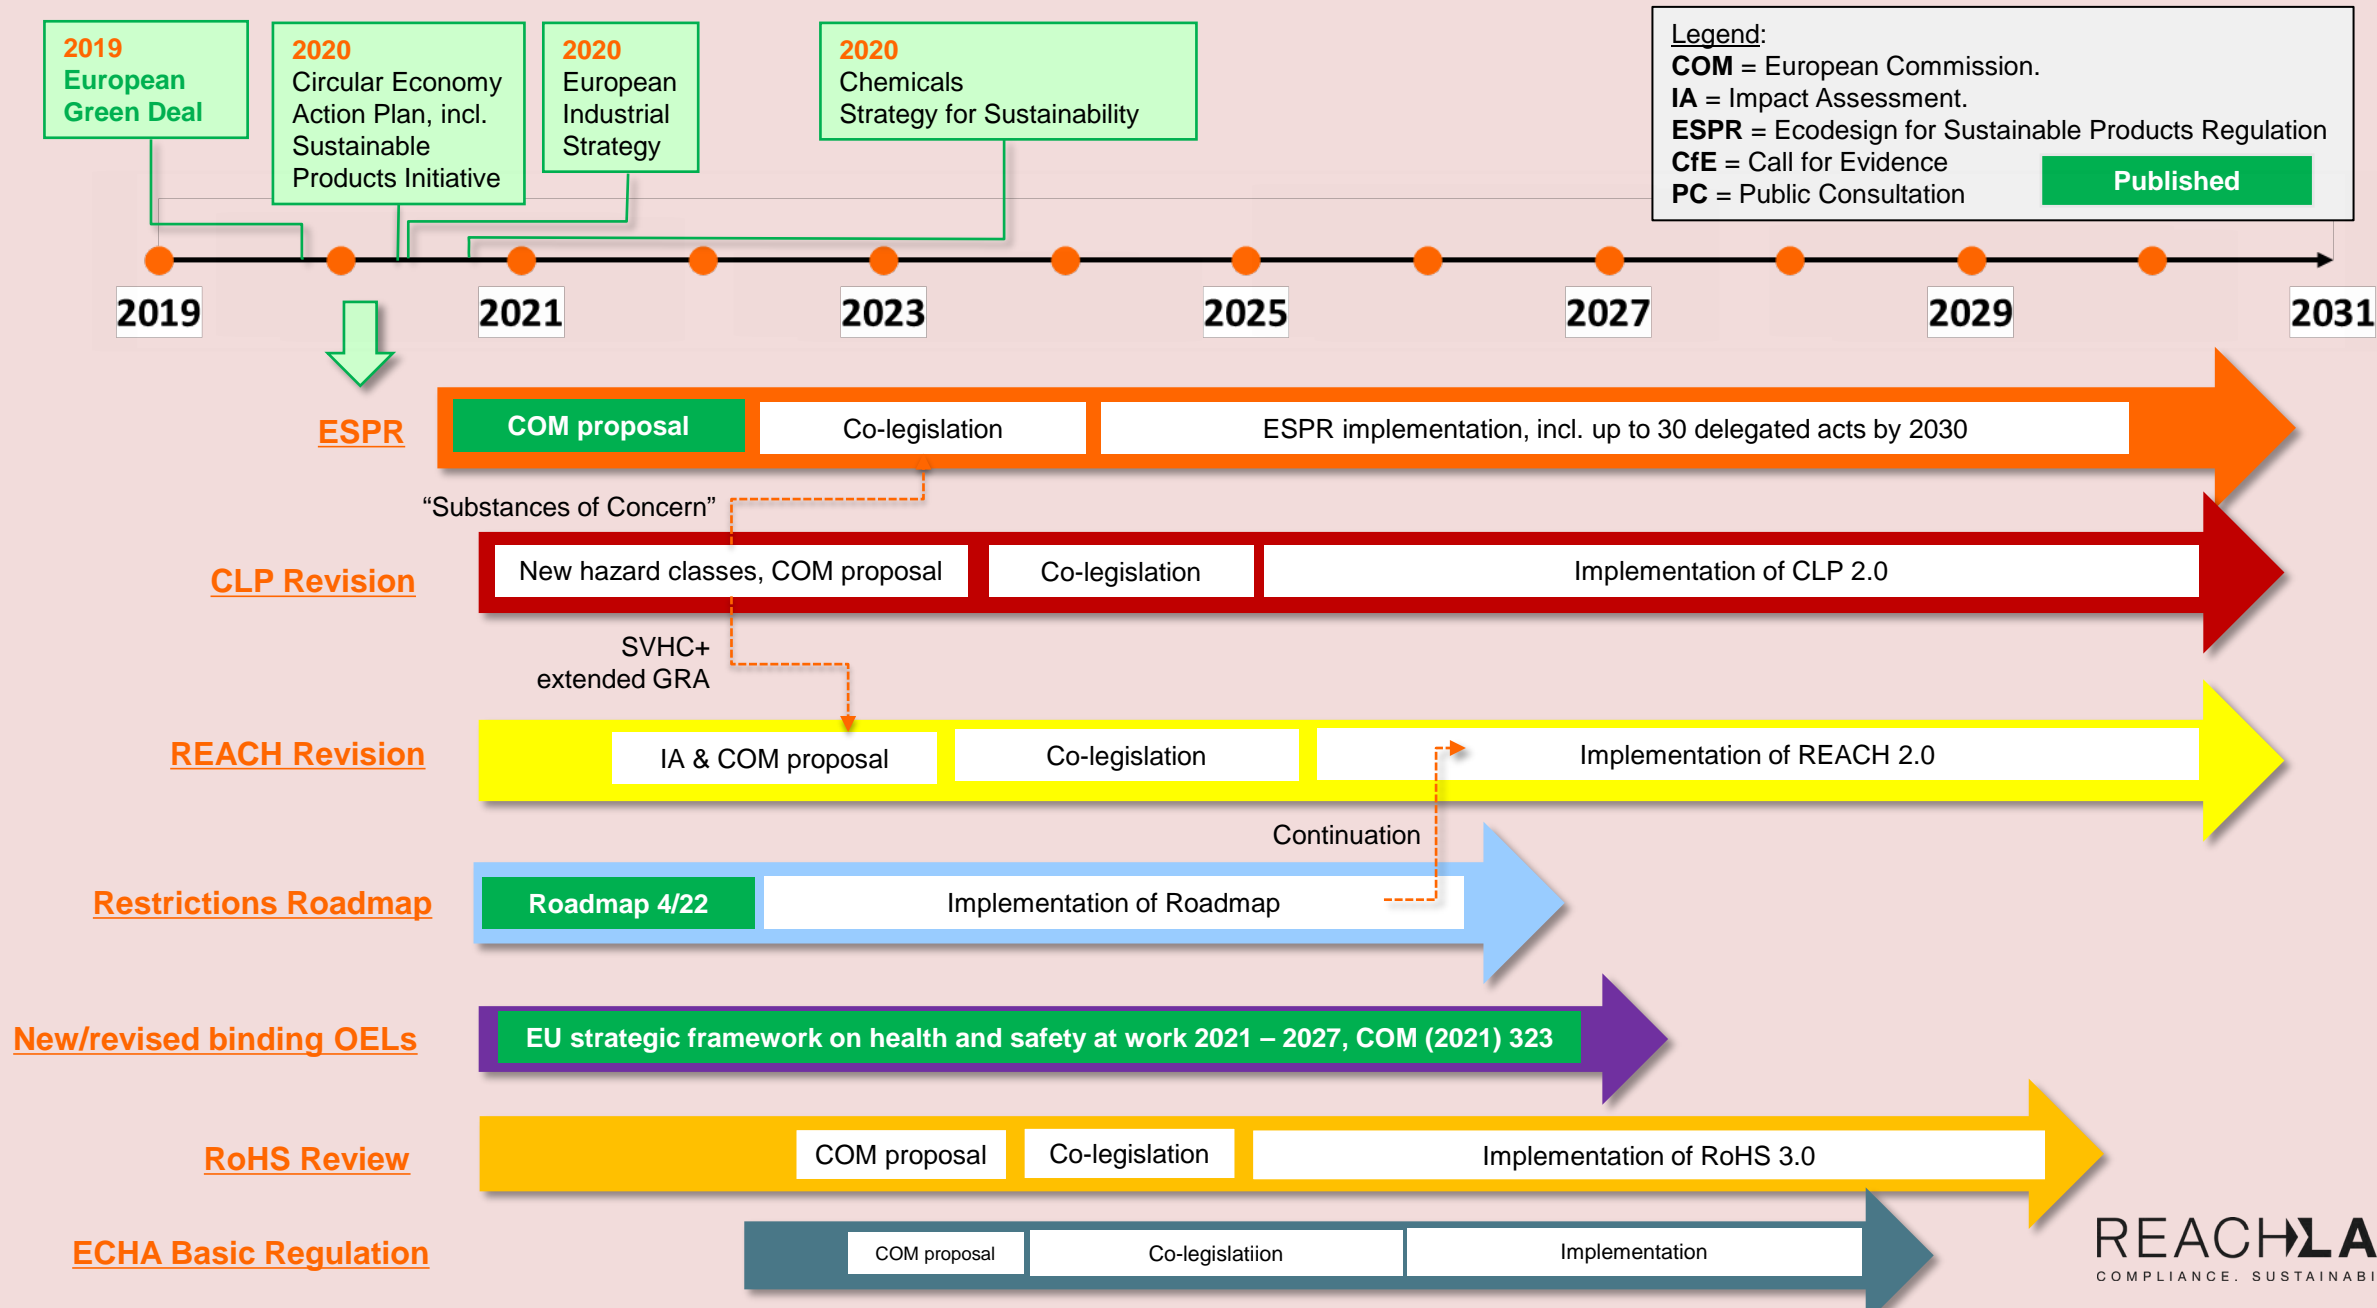 2019
European
Green Deal
2020
Circular Economy
Action Plan, incl.
Sustainable
Products Initiative
2020
European
Industrial
Strategy
2020
Chemicals
Strategy for Sustainability
Legend:
COM = European Commission.
IA = Impact Assessment.
ESPR = Ecodesign for Sustainable Products Regulation
CfE = Call for Evidence
PC = Public Consultation
Published
2019
2021
2023
2025
2027
2029
2031
ESPR
COM proposal
Co-legislation
ESPR implementation, incl. up to 30 delegated acts by 2030
“Substances of Concern”
CLP Revision
New hazard classes, COM proposal
Co-legislation
Implementation of CLP 2.0
SVHC+
extended GRA
REACH Revision
IA & COM proposal
Co-legislation
Implementation of REACH 2.0
Continuation
Restrictions Roadmap
Roadmap 4/22
Implementation of Roadmap
New/revised binding OELs
EU strategic framework on health and safety at work 2021 – 2027, COM (2021) 323
RoHS Review
COM proposal
Co-legislation
Implementation of RoHS 3.0
ECHA Basic Regulation
COM proposal
Co-legislatiion
Implementation
REACHLA
COMPLIANCE. SUSTAINABI